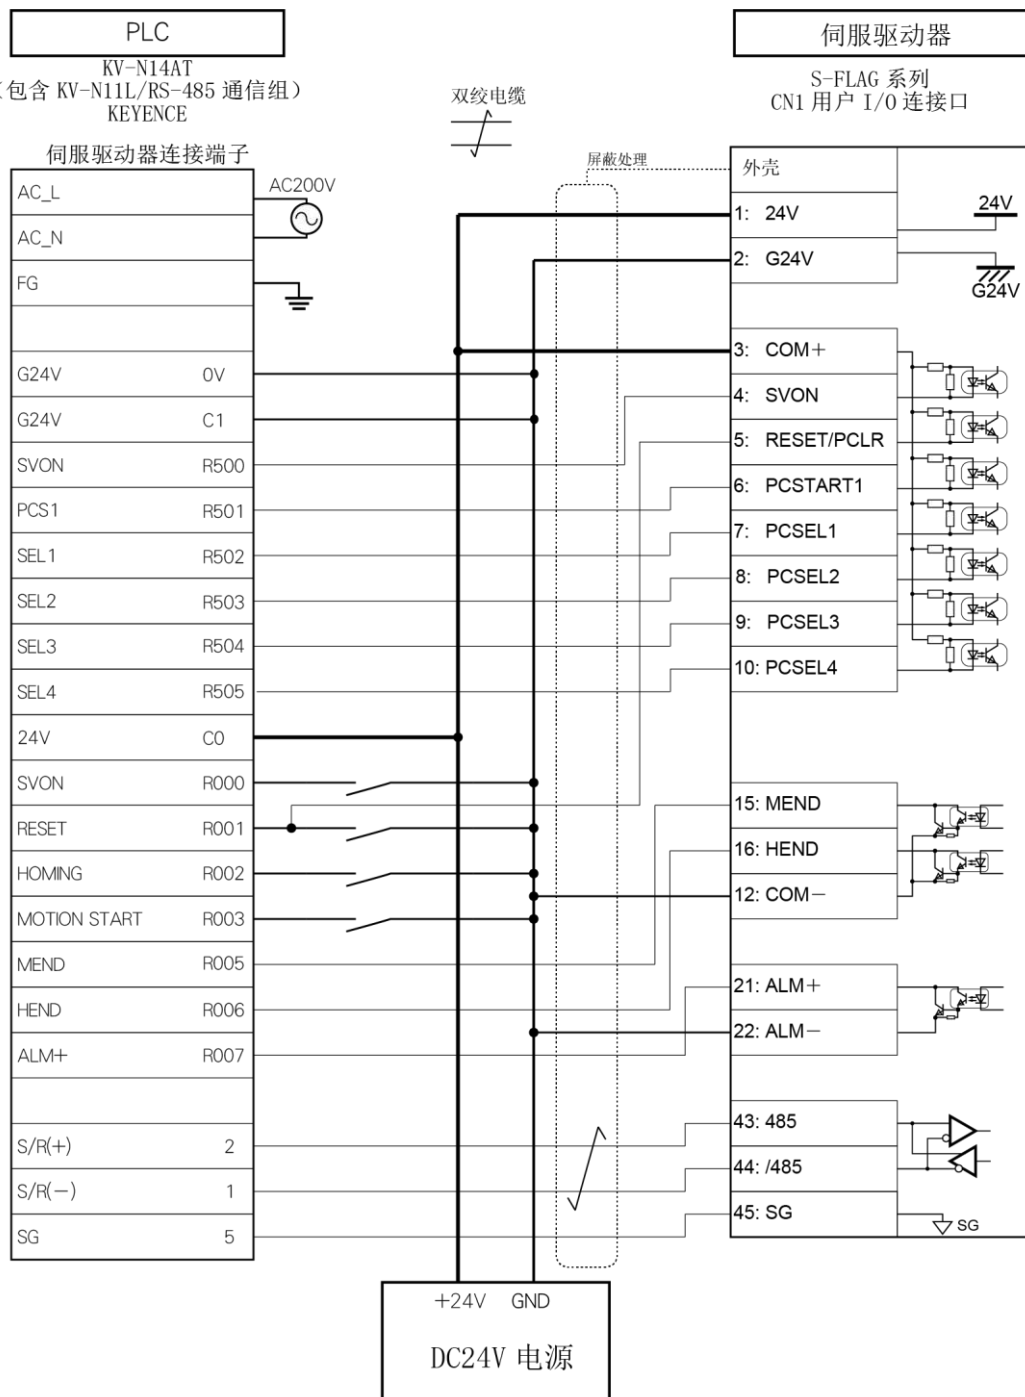 PLC
KV-N14AT
（包含 KV-N11L/RS-485 通信组）
KEYENCE
伺服驱动器连接端子
AC_L
AC_N
FG
G24V 0V
G24V C1
SVON R500
PCS1 R501
SEL1 R502
SEL2 R503
SEL3 R504
SEL4 R505
24V C0
SVON R000
RESET R001
HOMING R002
MOTION START R003
MEND R005
HEND R006
ALM+ R007
S/R(+) 2
S/R(−) 1
SG 5
AC200V
双绞电缆
屏蔽处理
伺服驱动器
S-FLAG 系列
CN1 用户 I/O 连接口
外壳
1: 24V
2: G24V
24V
G24V
3: COM+
4: SVON
5: RESET/PCLR
6: PCSTART1
7: PCSEL1
8: PCSEL2
9: PCSEL3
10: PCSEL4
15: MEND
16: HEND
12: COM−
21: ALM+
22: ALM−
43: 485
44: /485
45: SG
SG
+24V GND
DC24V 电源